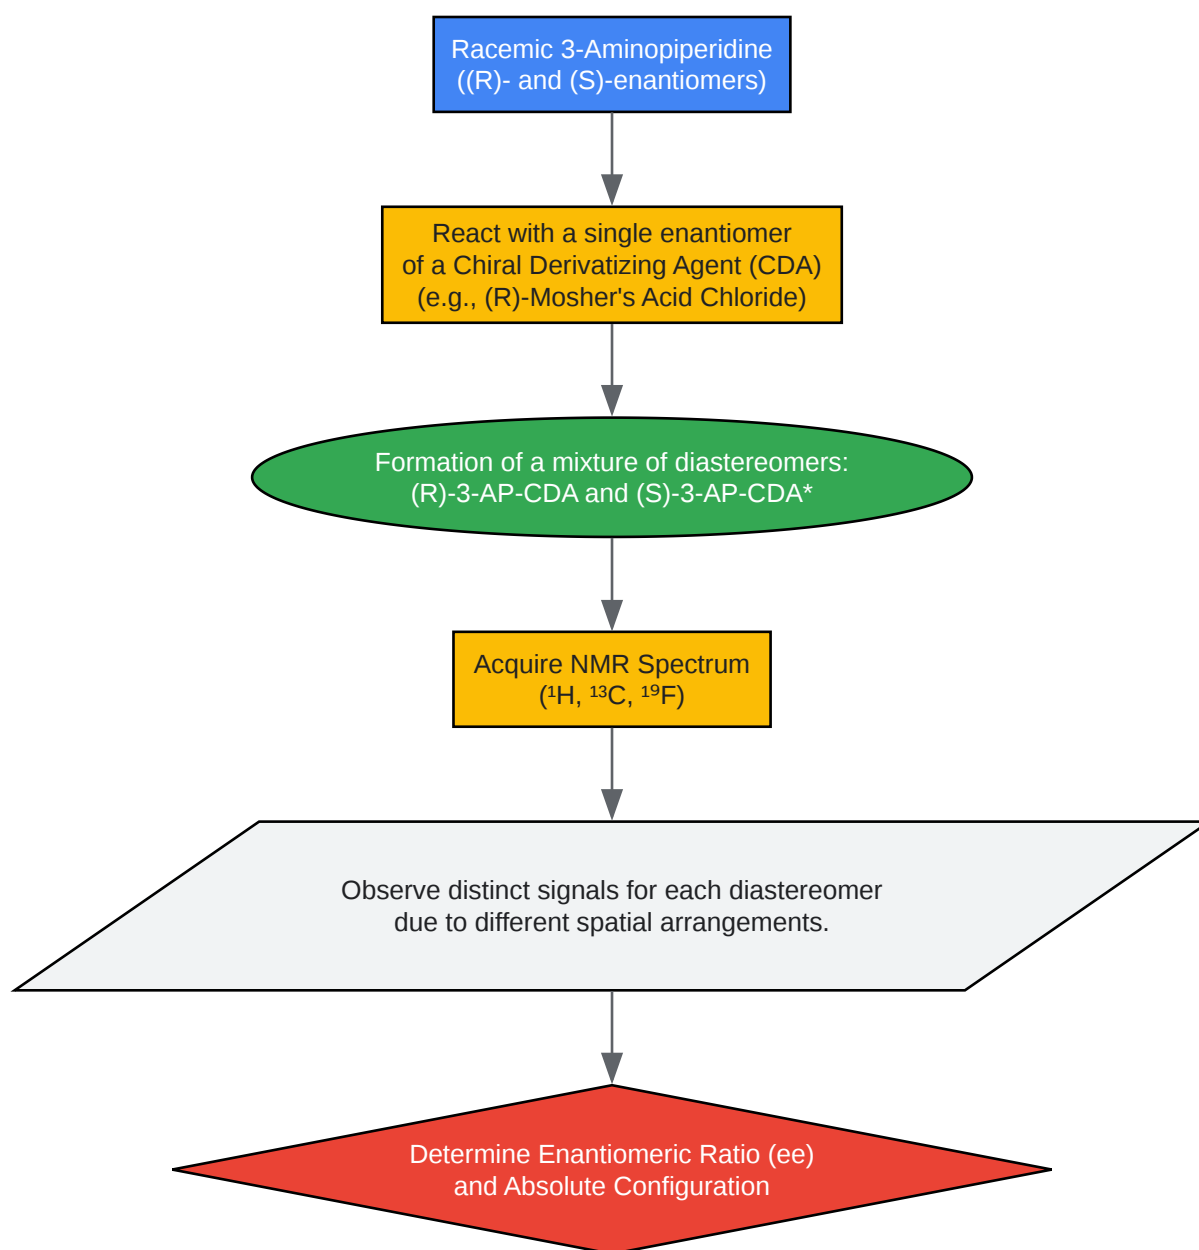 Racemic 3-Aminopiperidine
((R)- and (S)-enantiomers)
React with a single enantiomer
of a Chiral Derivatizing Agent (CDA)
(e.g., (R)-Mosher's Acid Chloride)
Formation of a mixture of diastereomers:
(R)-3-AP-CDA and (S)-3-AP-CDA*
Acquire NMR Spectrum
(¹H, ¹³C, ¹⁹F)
Observe distinct signals for each diastereomer
due to different spatial arrangements.
Determine Enantiomeric Ratio (ee)
and Absolute Configuration